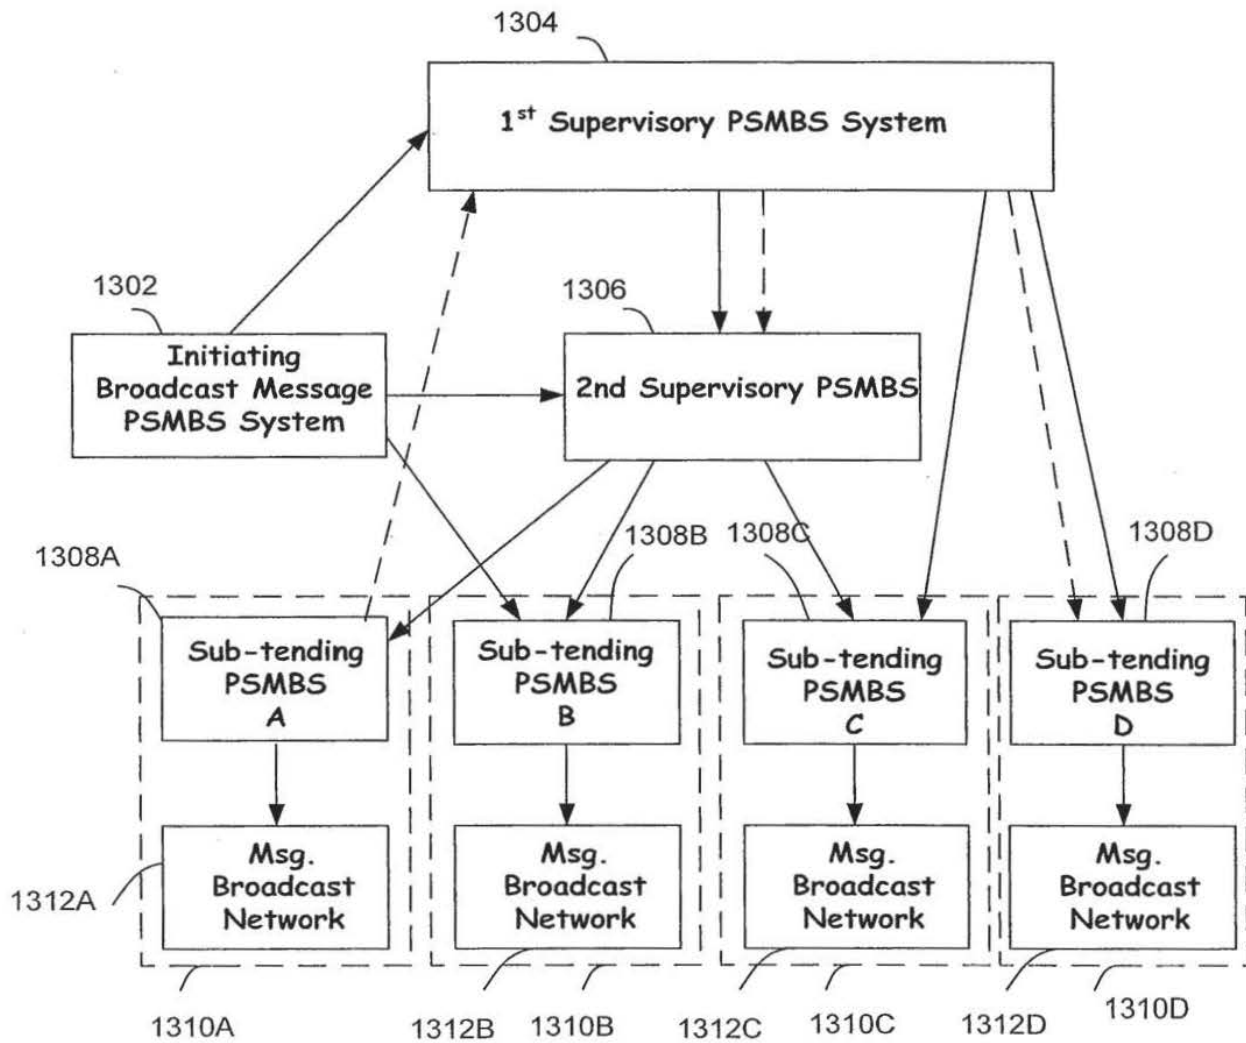 1304
1st Supervisory PSMBS System
1302
Initiating
Broadcast Message
PSMBS System
1306
2nd Supervisory PSMBS
1308A
1308B
1308C
1308D
Sub-tending
PSMBS
A
Sub-tending
PSMBS
B
Sub-tending
PSMBS
C
Sub-tending
PSMBS
D
Msg.
Broadcast
Network
Msg.
Broadcast
Network
Msg.
Broadcast
Network
Msg.
Broadcast
Network
1312A
1310A
1312B
1310B
1312C
1310C
1312D
1310D